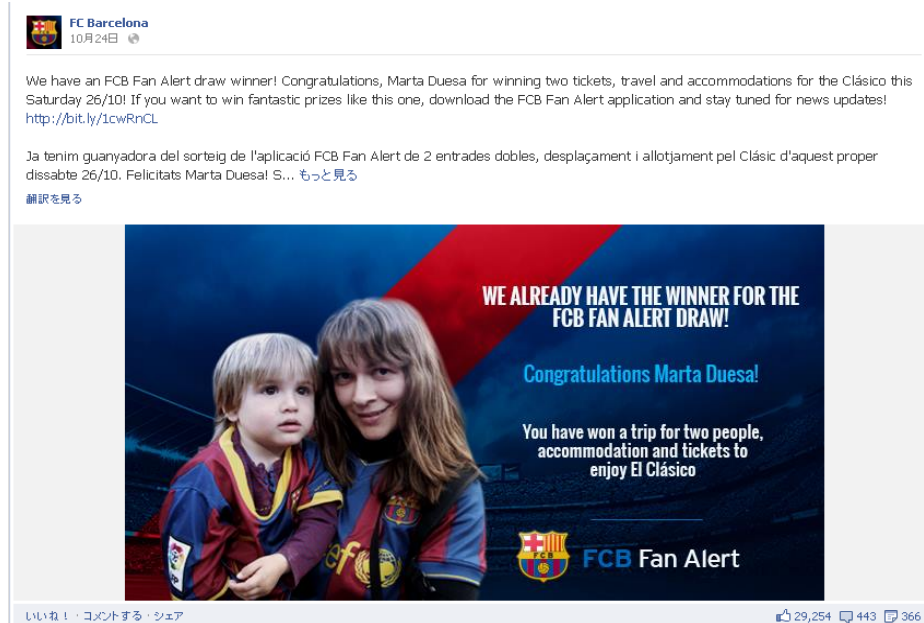 FC Barcelona
10月24日
We have an FCB Fan Alert draw winner! Congratulations, Marta Duesa for winning two tickets, travel and accommodations for the Clásico this
Saturday 26/10! If you want to win fantastic prizes like this one, download the FCB Fan Alert application and stay tuned for news updates!
http://bit.ly/1cwRnCL
Ja tenim guanyadora del sorteig de l'aplicació FCB Fan Alert de 2 entrades dobles, desplaçament i allotjament pel Clásic d'aquest proper
dissabte 26/10. Felicitats Marta Duesa! S... もっと見る
翻訳を見る
WE ALREADY HAVE THE WINNER FOR THE
FCB FAN ALERT DRAW!
Congratulations Marta Duesa!
You have won a trip for two people,
accommodation and tickets to
enjoy El Clásico
FCB
FCB Fan Alert
いいね！ · コメントする · シェア
29,254 443 366